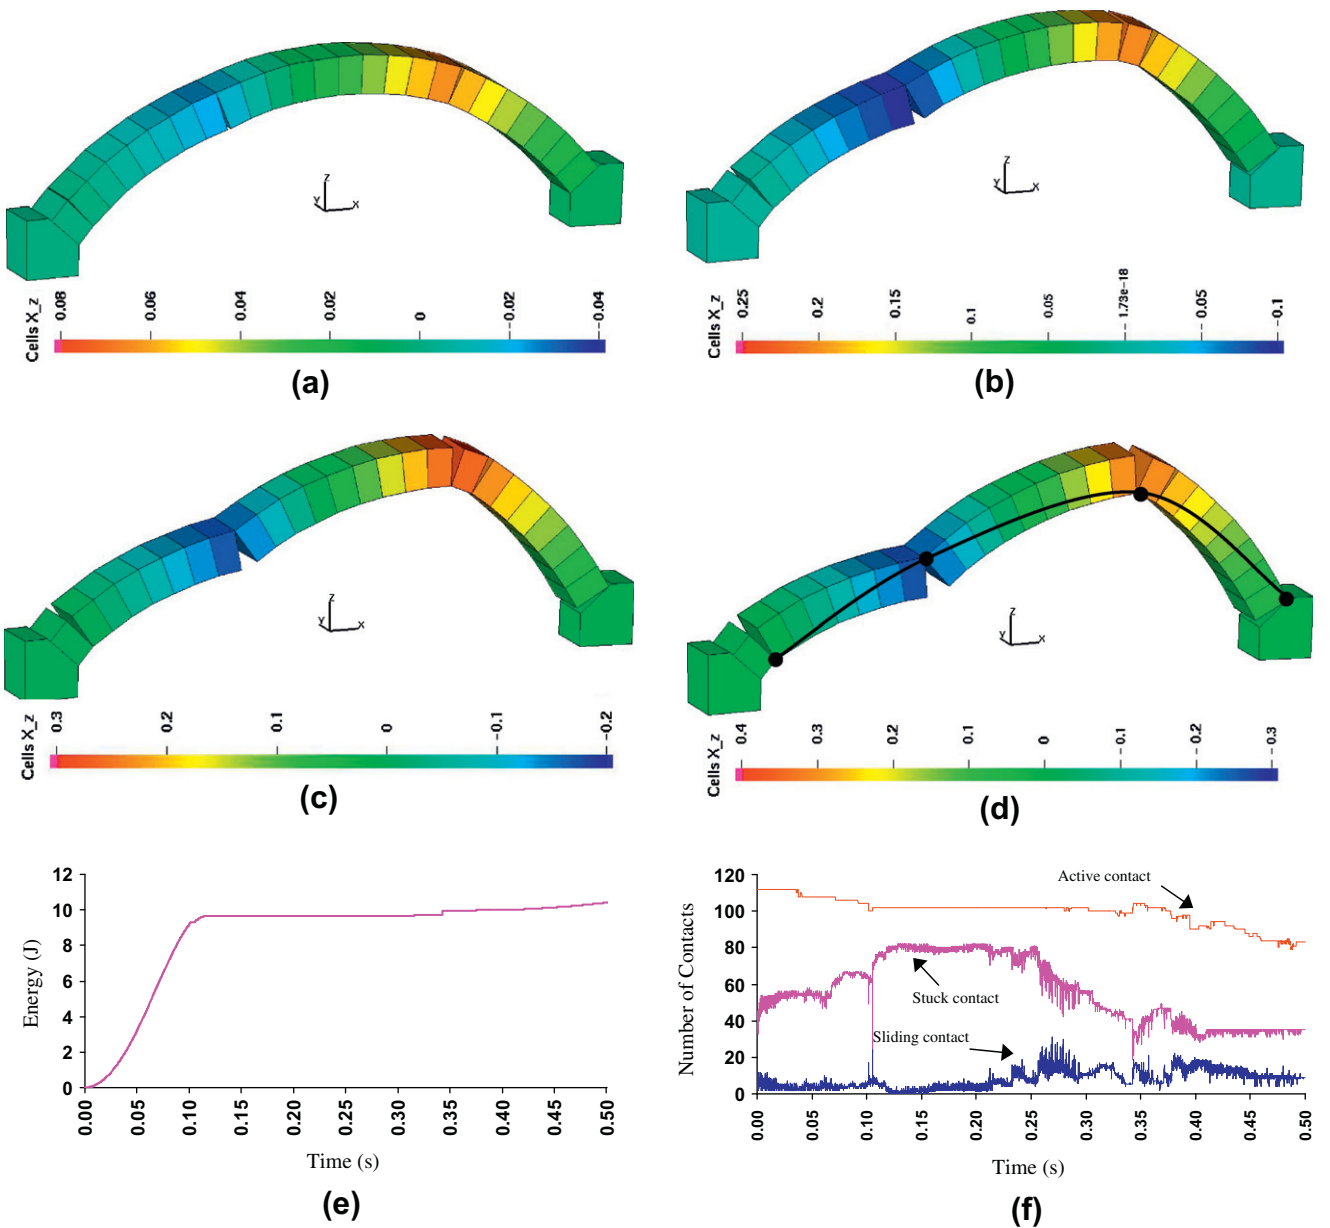 Z
Y
X
Cells X_z
0.08
0.06
0.04
0.02
0
-0.02
-0.04
(a)
Z
Y
X
Cells X_z
0.25
0.2
0.15
0.1
0.05
-1.73e-18
-0.05
-0.1
(b)
Z
Y
X
Cells X_z
0.3
0.2
0.1
0
-0.1
-0.2
(c)
Z
Y
X
Cells X_z
0.4
0.3
0.2
0.1
0
-0.1
-0.2
-0.3
(d)
Energy (J)
12
10
8
6
4
2
0
0.00
0.05
0.10
0.15
0.20
0.25
0.30
0.35
0.40
0.45
0.50
Time (s)
(e)
Number of Contacts
120
100
80
60
40
20
0
Active contact
Stuck contact
Sliding contact
0.00
0.05
0.10
0.15
0.20
0.25
0.30
0.35
0.40
0.45
0.50
Time (s)
(f)